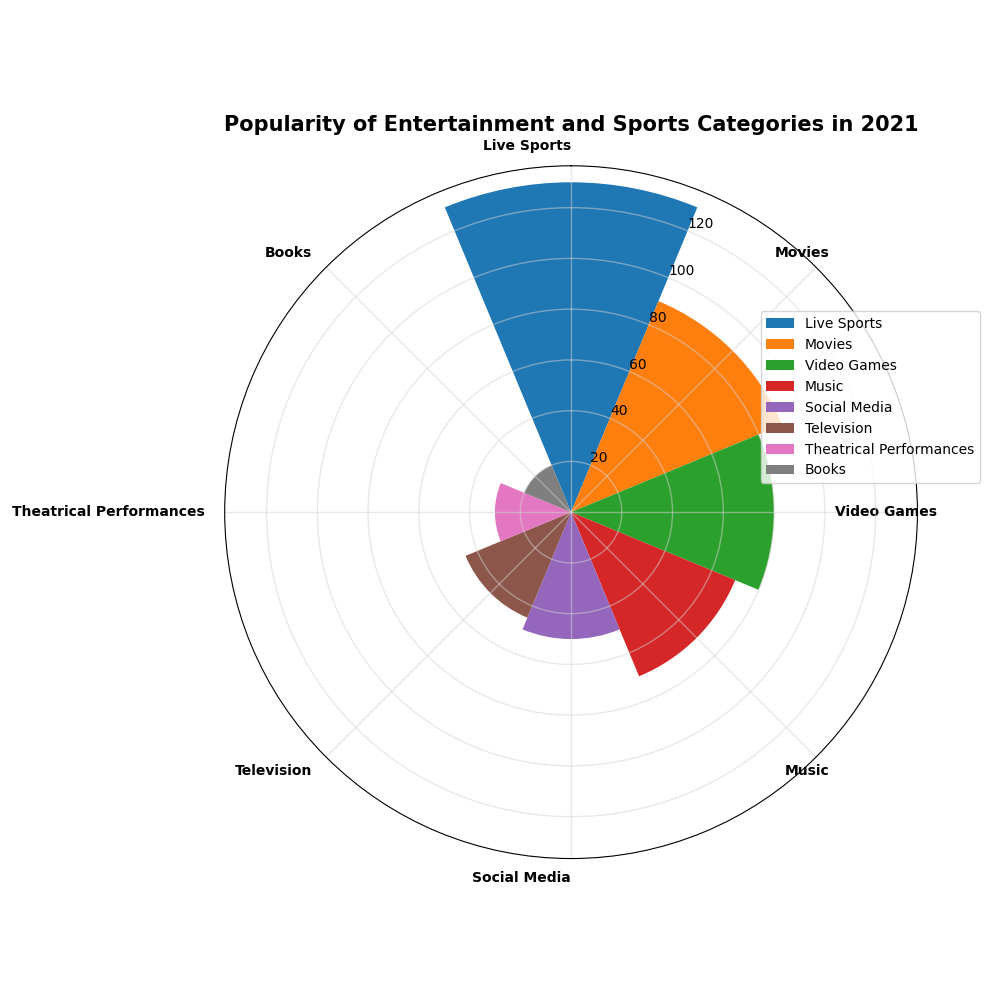 Popularity of Entertainment and Sports Categories in 2021
Live Sports
Books
Movies
120
100
80
60
40
20
Live Sports
Movies
Video Games
Music
Social Media
Television
Theatrical Performances
Books
Theatrical Performances
Video Games
Television
Music
Social Media